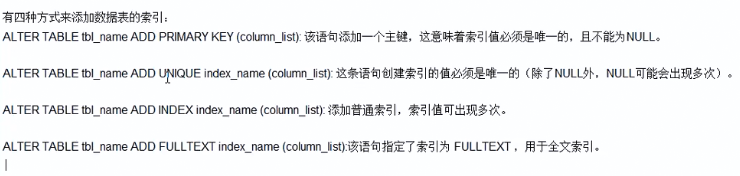 有四种方式来添加数据表的索引：
ALTER TABLE tbl_name ADD PRIMARY KEY (column_list): 该语句添加一个主键，这意味着索引值必须是唯一的，且不能为NULL。
ALTER TABLE tbl_name ADD UNIQUE index_name (column_list): 这条语句创建索引的值必须是唯一的（除了NULL外，NULL可能会出现多次）。
ALTER TABLE tbl_name ADD INDEX index_name (column_list): 添加普通索引，索引值可出现多次。
ALTER TABLE tbl_name ADD FULLTEXT index_name (column_list):该语句指定了索引为 FULLTEXT ，用于全文索引。